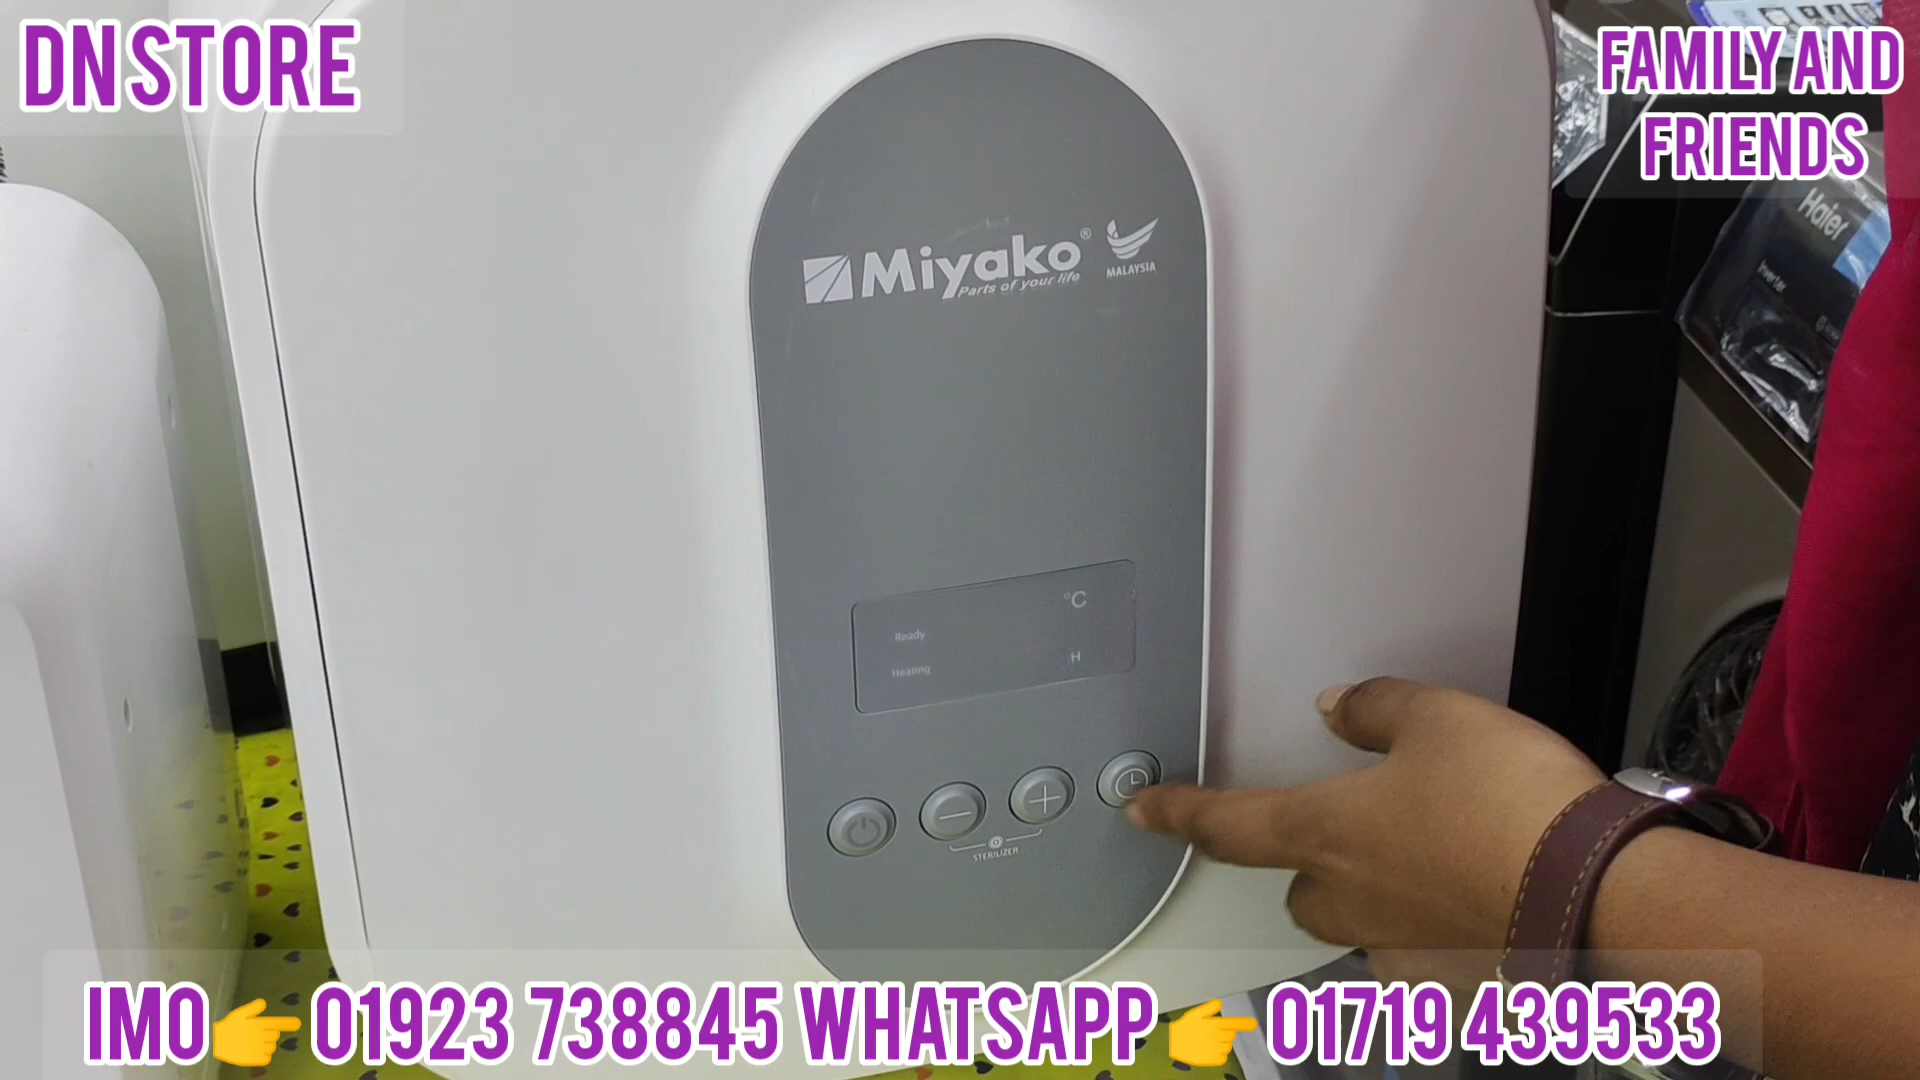 DN STORE
FAMILY AND
FRIENDS
Haier
Inverter
Miyako®
Parts of your life
MALAYSIA
°C
Ready
H
Heating
STERILIZER
IMO👉01923 738845 WHATSAPP👉01719 439533